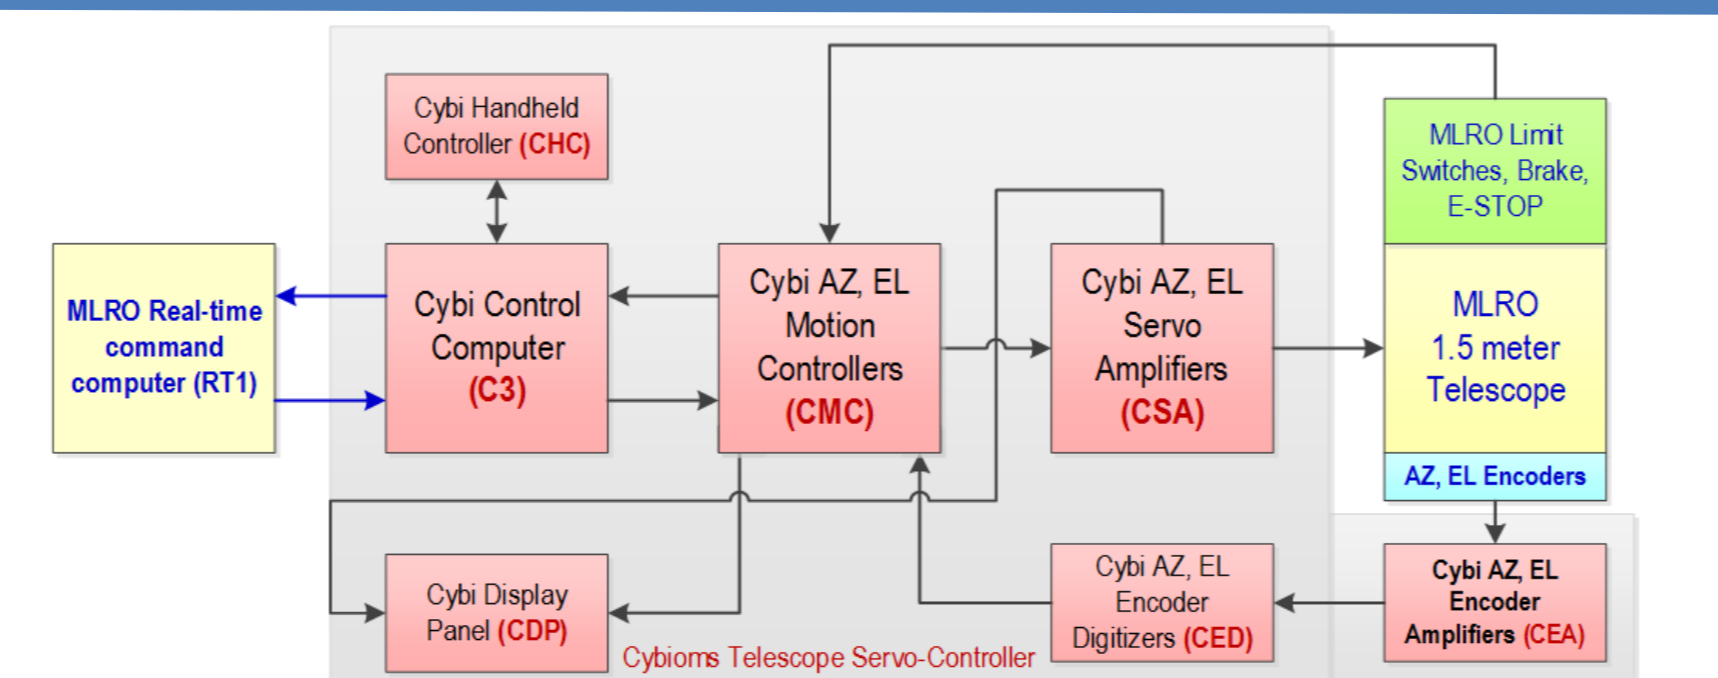 Cybi Handheld
Controller (CHC)
MLRO Limit
Switches, Brake,
E-STOP
MLRO Real-time
command
computer (RT1)
Cybi Control
Computer
(C3)
Cybi AZ, EL
Motion
Controllers
(CMC)
Cybi AZ, EL
Servo
Amplifiers
(CSA)
MLRO
1.5 meter
Telescope
AZ, EL Encoders
Cybi Display
Panel (CDP)
Cybi AZ, EL
Encoder
Digitizers (CED)
Cybi AZ, EL
Encoder
Amplifiers (CEA)
Cybioms Telescope Servo-Controller